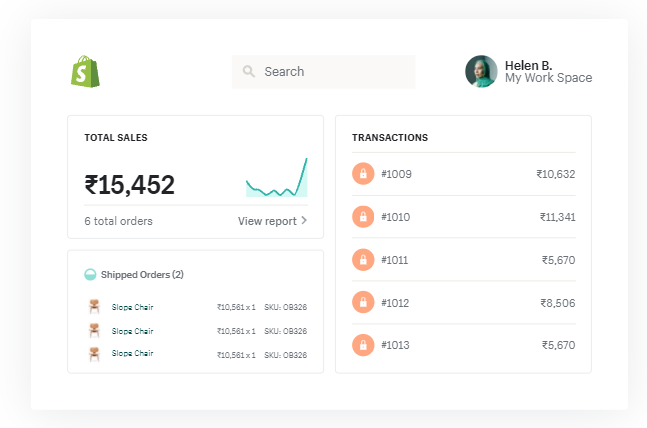 S
Search
Helen B.
My Work Space
TOTAL SALES
₹15,452
6 total orders
View report
Shipped Orders (2)
Slope Chair ₹10,561 x 1 SKU: OB326
Slope Chair ₹10,561 x 1 SKU: OB326
Slope Chair ₹10,561 x 1 SKU: OB326
TRANSACTIONS
#1009 ₹10,632
#1010 ₹11,341
#1011 ₹5,670
#1012 ₹8,506
#1013 ₹5,670